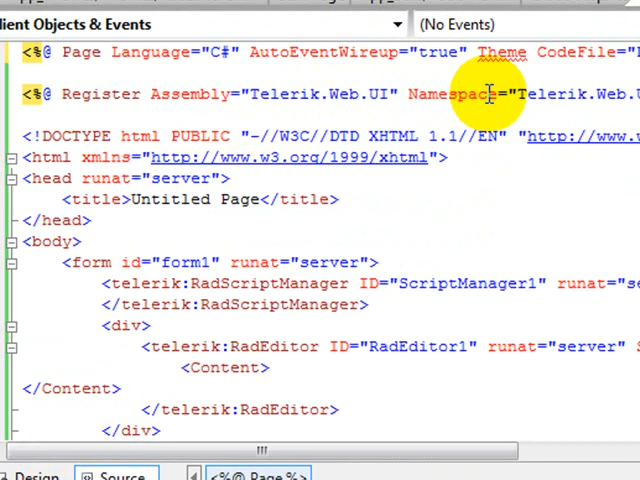 lient Objects & Events (No Events)
<%@ Page Language="C#" AutoEventWireup="true" Theme CodeFile="
<%@ Register Assembly="Telerik.Web.UI" Namespace="Telerik.Web.U
<!DOCTYPE html PUBLIC "-//W3C//DTD XHTML 1.1//EN" "http://www.w
<html xmlns="http://www.w3.org/1999/xhtml">
<head runat="server">
<title>Untitled Page</title>
</head>
<body>
<form id="form1" runat="server">
<telerik:RadScriptManager ID="ScriptManager1" runat="se
</telerik:RadScriptManager>
<div>
<telerik:RadEditor ID="RadEditor1" runat="server" S
<Content>
</Content>
</telerik:RadEditor>
</div>
Design Source <%@ Page %>